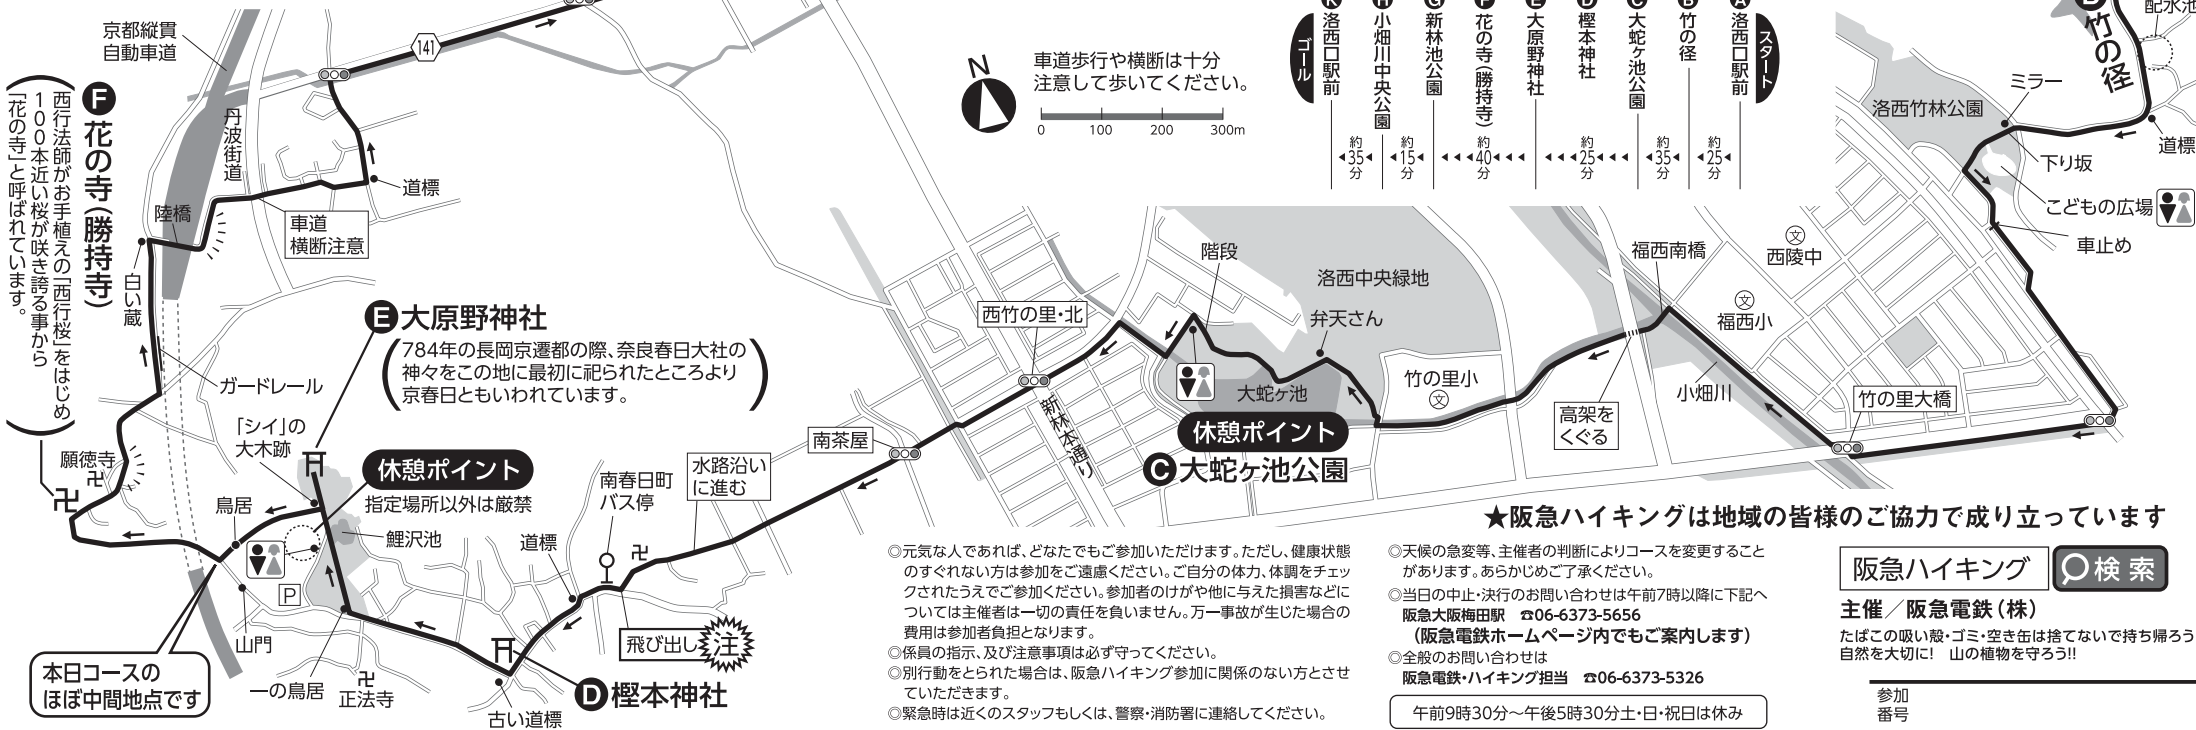 京都縦貫
自動車道
141
F 花の寺(勝持寺)
西行法師がお手植えの「西行桜」をはじめ
100本近い桜が咲き誇る事から
「花の寺」と呼ばれています。
丹波街道
陸橋
道標
車道
横断注意
白い蔵
ガードレール
E 大原野神社
784年の長岡京遷都の際、奈良春日大社の
神々をこの地に最初に祀られたところより
京春日ともいわれています。
「シイ」の
大木跡
願徳寺
鳥居
休憩ポイント
指定場所以外は厳禁
鯉沢池
P
山門
本日コースの
ほぼ中間地点です
一の鳥居
正法寺
道標
古い道標
D 樫本神社
南春日町
バス停
飛び出し
注
水路沿い
に進む
南茶屋
N
車道歩行や横断は十分
注意して歩いてください。
0 100 200 300m
スタート
A 洛西口駅前
約25分
B 竹の径
約35分
C 大蛇ヶ池公園
D 樫本神社
約25分
E 大原野神社
F 花の寺(勝持寺)
約40分
G 新林池公園
約15分
H 小畑川中央公園
約35分
K 洛西口駅前
ゴール
西竹の里・北
新林本通り
階段
洛西中央緑地
弁天さん
大蛇ヶ池
休憩ポイント
C 大蛇ヶ池公園
竹の里小
文
高架を
くぐる
福西南橋
小畑川
文
西陵中
文
福西小
竹の里大橋
B 竹の径
配水池
ミラー
洛西竹林公園
道標
下り坂
こどもの広場
車止め
★阪急ハイキングは地域の皆様のご協力で成り立っています
◎元気な人であれば、どなたでもご参加いただけます。ただし、健康状態
のすぐれない方は参加をご遠慮ください。ご自分の体力、体調をチェッ
クされたうえでご参加ください。参加者のけがや他に与えた損害などに
ついては主催者は一切の責任を負いません。万一事故が生じた場合の
費用は参加者負担となります。
◎係員の指示、及び注意事項は必ず守ってください。
◎別行動をとられた場合は、阪急ハイキング参加に関係のない方とさせ
ていただきます。
◎緊急時は近くのスタッフもしくは、警察・消防署に連絡してください。
◎天候の急変等、主催者の判断によりコースを変更すること
があります。あらかじめご了承ください。
◎当日の中止・決行のお問い合わせは午前7時以降に下記へ
阪急大阪梅田駅 ☎06-6373-5656
(阪急電鉄ホームページ内でもご案内します)
◎全般のお問い合わせは
阪急電鉄・ハイキング担当 ☎06-6373-5326
午前9時30分~午後5時30分土・日・祝日は休み
阪急ハイキング 検索
主催/阪急電鉄(株)
たばこの吸い殻・ゴミ・空き缶は捨てないで持ち帰ろう
自然を大切に! 山の植物を守ろう!!
参加
番号